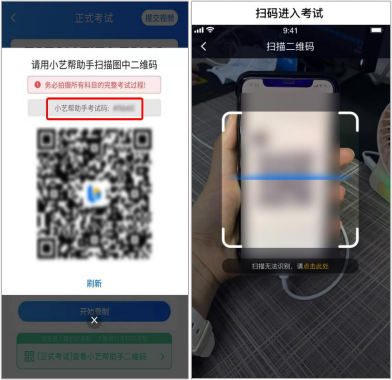 正式考试
提交视频
请用小艺帮助手扫描图中二维码
务必拍摄所有科目的完整考试过程!
小艺帮助手考试码:
刷新
开始录制
X
[正式考试]查看小艺帮助手二维码
扫码进入考试
9:41
扫描二维码
扫描无法识别，请点击此处